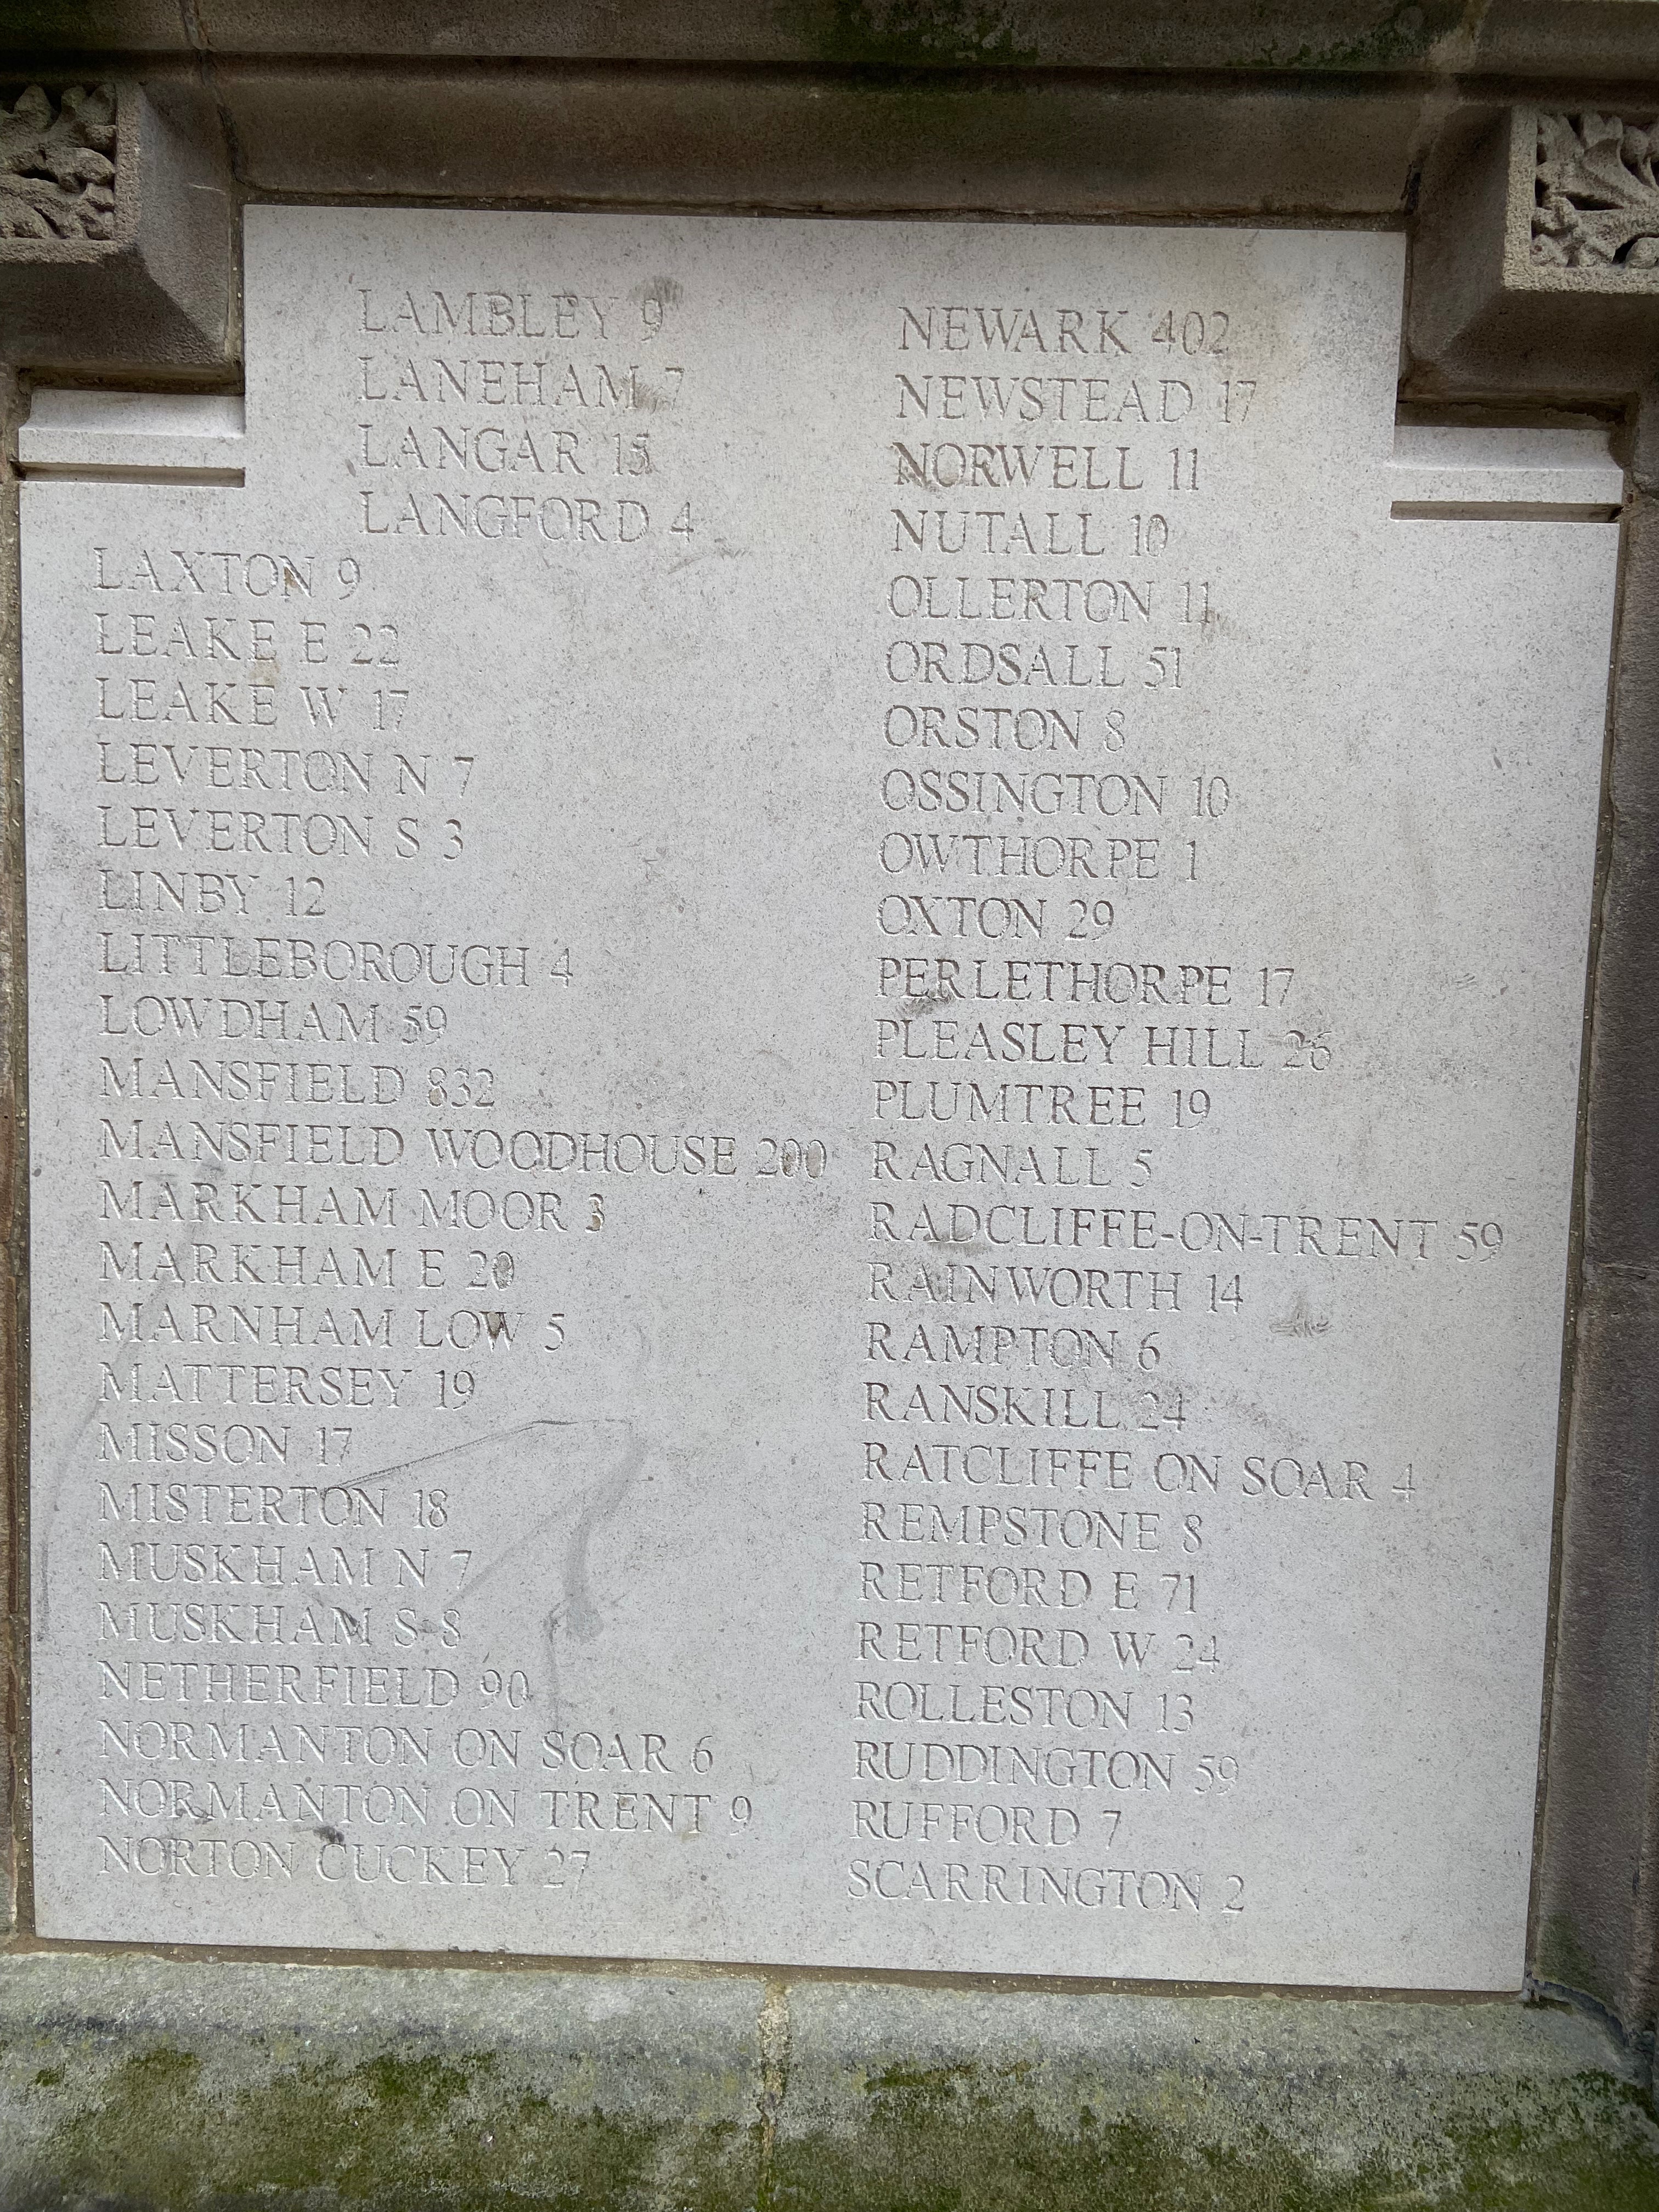 LAMBLEY 9
LANEHAM 7
LANGAR 15
LANGFORD 4
LAXTON 9
LEAKE E 22
LEAKE W 17
LEVERTON N 7
LEVERTON S 3
LINBY 12
LITTLEBOROUGH 4
LOWDHAM 59
MANSFIELD 832
MANSFIELD WOODHOUSE 200
MARKHAM MOOR 3
MARKHAM E 20
MARNHAM LOW 5
MATTERSEY 19
MISSON 17
MISTERTON 18
MUSKHAM N 7
MUSKHAM S 8
NETHERFIELD 90
NORMANTON ON SOAR 6
NORMANTON ON TRENT 9
NORTON CUCKEY 27
NEWARK 402
NEWSTEAD 17
NORWELL 11
NUTALL 10
OLLERTON 11
ORDSALL 51
ORSTON 8
OSSINGTON 10
OWTHORPE 1
OXTON 29
PERLETHORPE 17
PLEASLEY HILL 26
PLUMTREE 19
RAGNALL 5
RADCLIFFE-ON-TRENT 59
RAINWORTH 14
RAMPTON 6
RANSKILL 24
RATCLIFFE ON SOAR 4
REMPSTONE 8
RETFORD E 71
RETFORD W 24
ROLLESTON 13
RUDDINGTON 59
RUFFORD 7
SCARRINGTON 2